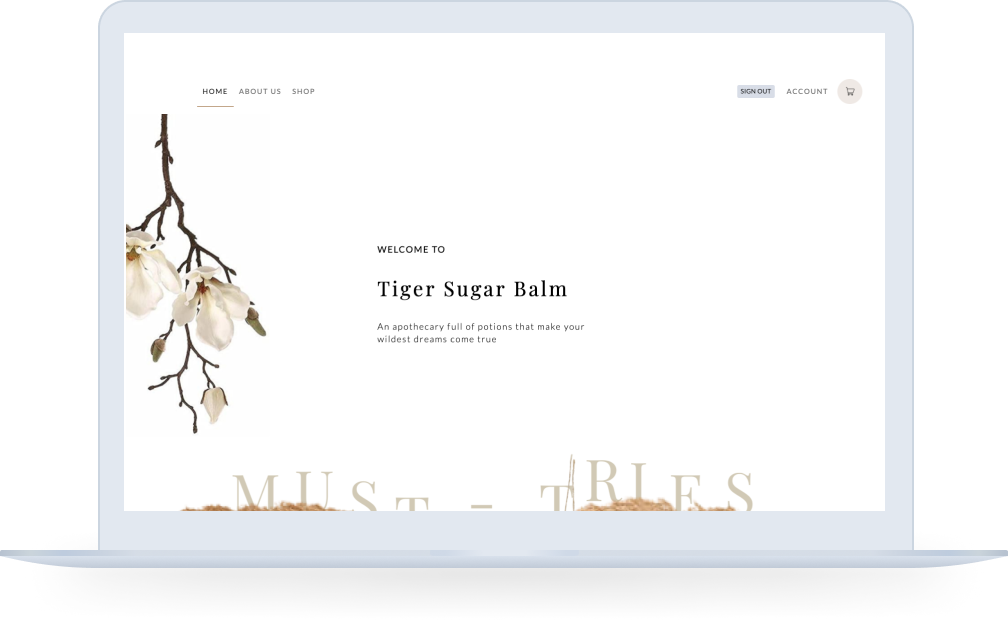 HOME ABOUT US SHOP SIGN OUT ACCOUNT
WELCOME TO
Tiger Sugar Balm
An apothecary full of potions that make your
wildest dreams come true
MUST - TRIES